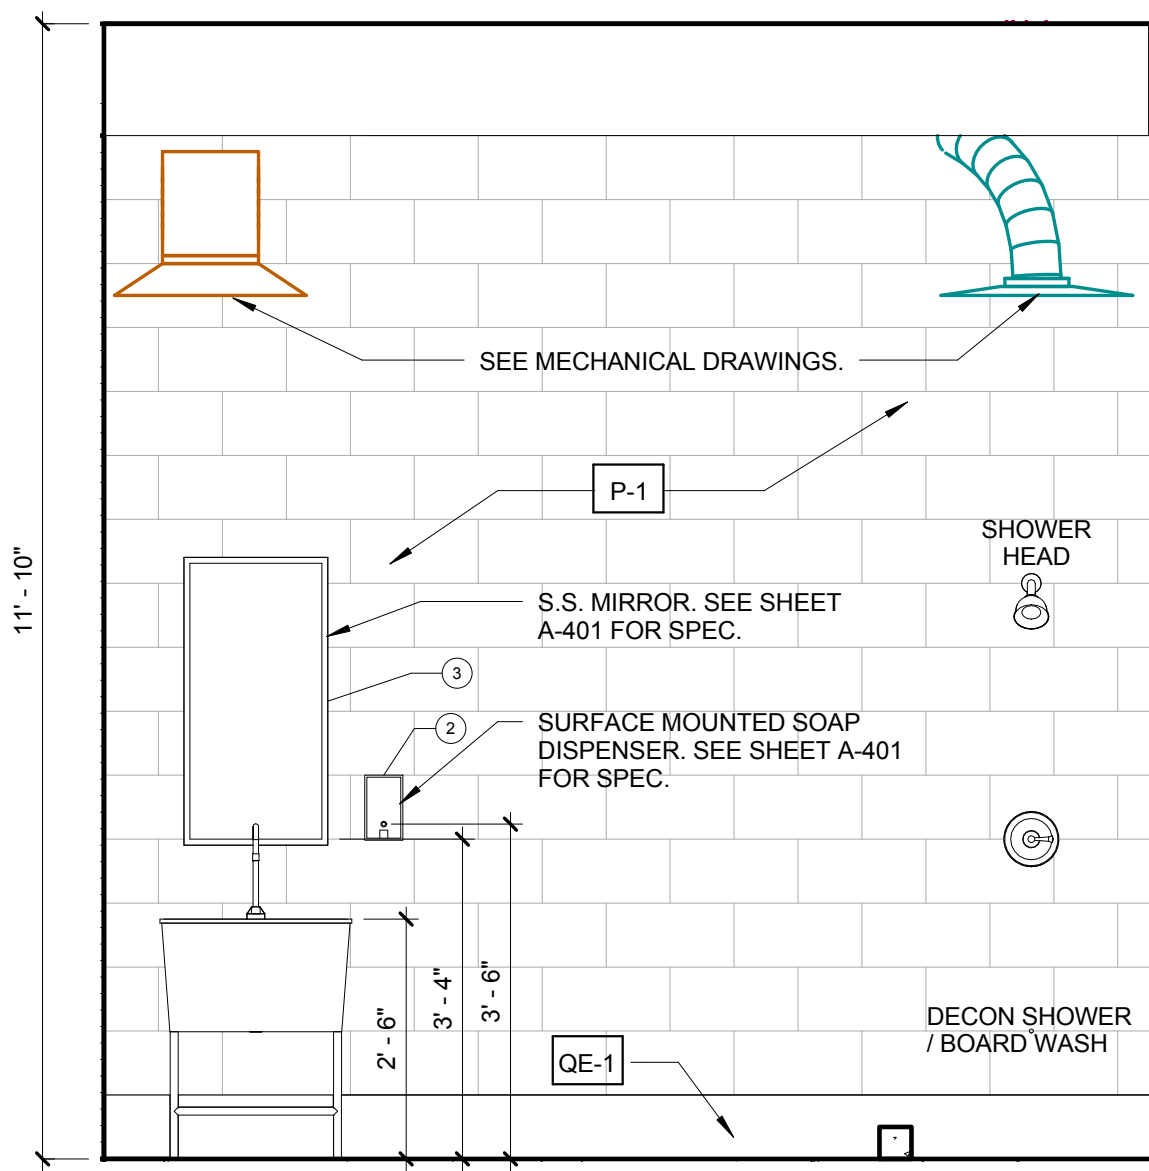 SEE MECHANICAL DRAWINGS.
P-1
11' - 10"
SHOWER
HEAD
S.S. MIRROR. SEE SHEET
A-401 FOR SPEC.
3
2
SURFACE MOUNTED SOAP
DISPENSER. SEE SHEET A-401
FOR SPEC.
2' - 6"
3' - 4"
3' - 6"
DECON SHOWER
/ BOARD WASH
QE-1